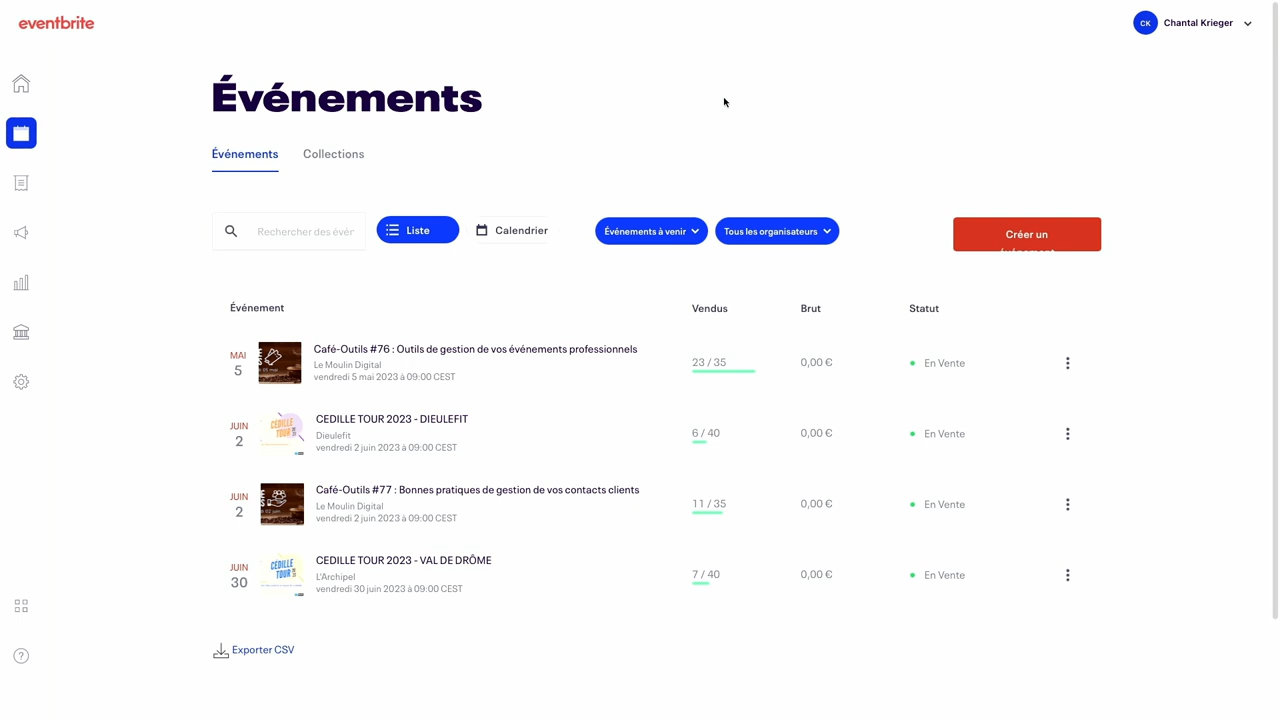 eventbrite
CK
Chantal Krieger
Événements
Événements
Collections
Rechercher des évér
Liste
Calendrier
Événements à venir
Tous les organisateurs
Créer un
Événement
Vendus
Brut
Statut
MAI
5
Café-Outils #76 : Outils de gestion de vos événements professionnels
Le Moulin Digital
vendredi 5 mai 2023 à 09:00 CEST
23 / 35
0,00 €
En Vente
JUIN
2
CEDILLE TOUR 2023 - DIEULEFIT
Dieulefit
vendredi 2 juin 2023 à 09:00 CEST
6 / 40
0,00 €
En Vente
JUIN
2
Café-Outils #77 : Bonnes pratiques de gestion de vos contacts clients
Le Moulin Digital
vendredi 2 juin 2023 à 09:00 CEST
11 / 35
0,00 €
En Vente
JUIN
30
CÉDILLE
TOUR
CEDILLE TOUR 2023 - VAL DE DRÔME
L'Archipel
vendredi 30 juin 2023 à 09:00 CEST
7 / 40
0,00 €
En Vente
Exporter CSV